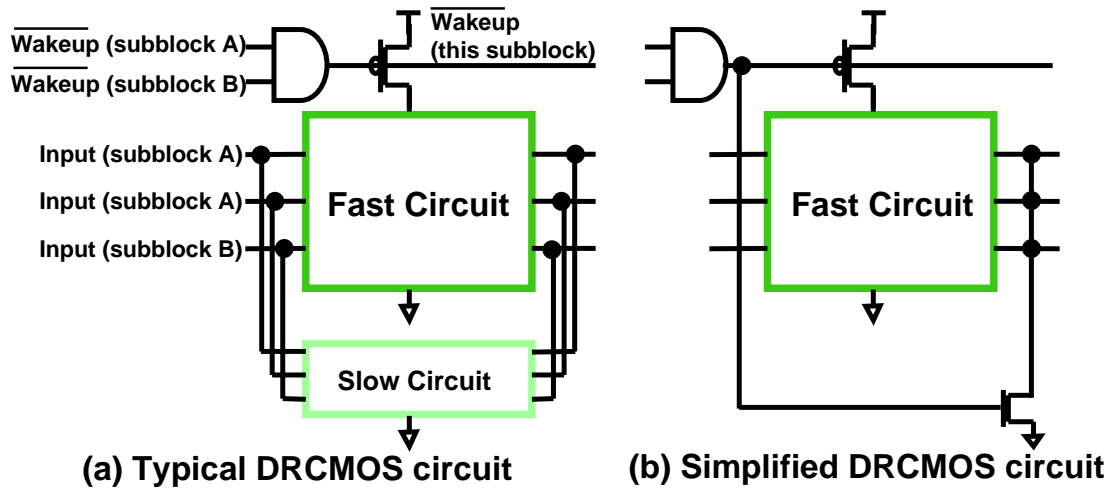 Wakeup (subblock A)
Wakeup (subblock B)
Wakeup
(this subblock)
Input (subblock A)
Input (subblock A)
Input (subblock B)
Fast Circuit
Slow Circuit
(a) Typical DRCMOS circuit
Fast Circuit
(b) Simplified DRCMOS circuit